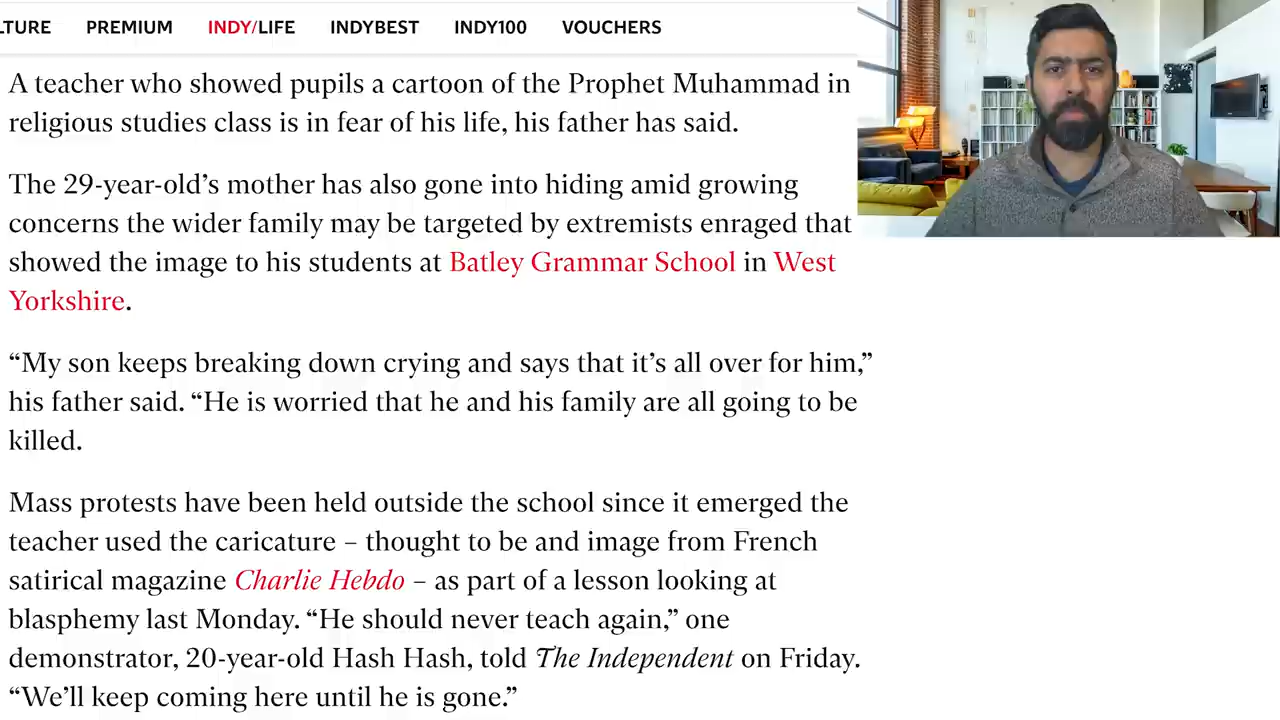 LTURE PREMIUM INDY/LIFE INDYBEST INDY100 VOUCHERS
A teacher who showed pupils a cartoon of the Prophet Muhammad in
religious studies class is in fear of his life, his father has said.
The 29-year-old’s mother has also gone into hiding amid growing
concerns the wider family may be targeted by extremists enraged that
showed the image to his students at Batley Grammar School in West
Yorkshire.
“My son keeps breaking down crying and says that it’s all over for him,”
his father said. “He is worried that he and his family are all going to be
killed.
Mass protests have been held outside the school since it emerged the
teacher used the caricature – thought to be and image from French
satirical magazine Charlie Hebdo – as part of a lesson looking at
blasphemy last Monday. “He should never teach again,” one
demonstrator, 20-year-old Hash Hash, told The Independent on Friday.
“We’ll keep coming here until he is gone.”